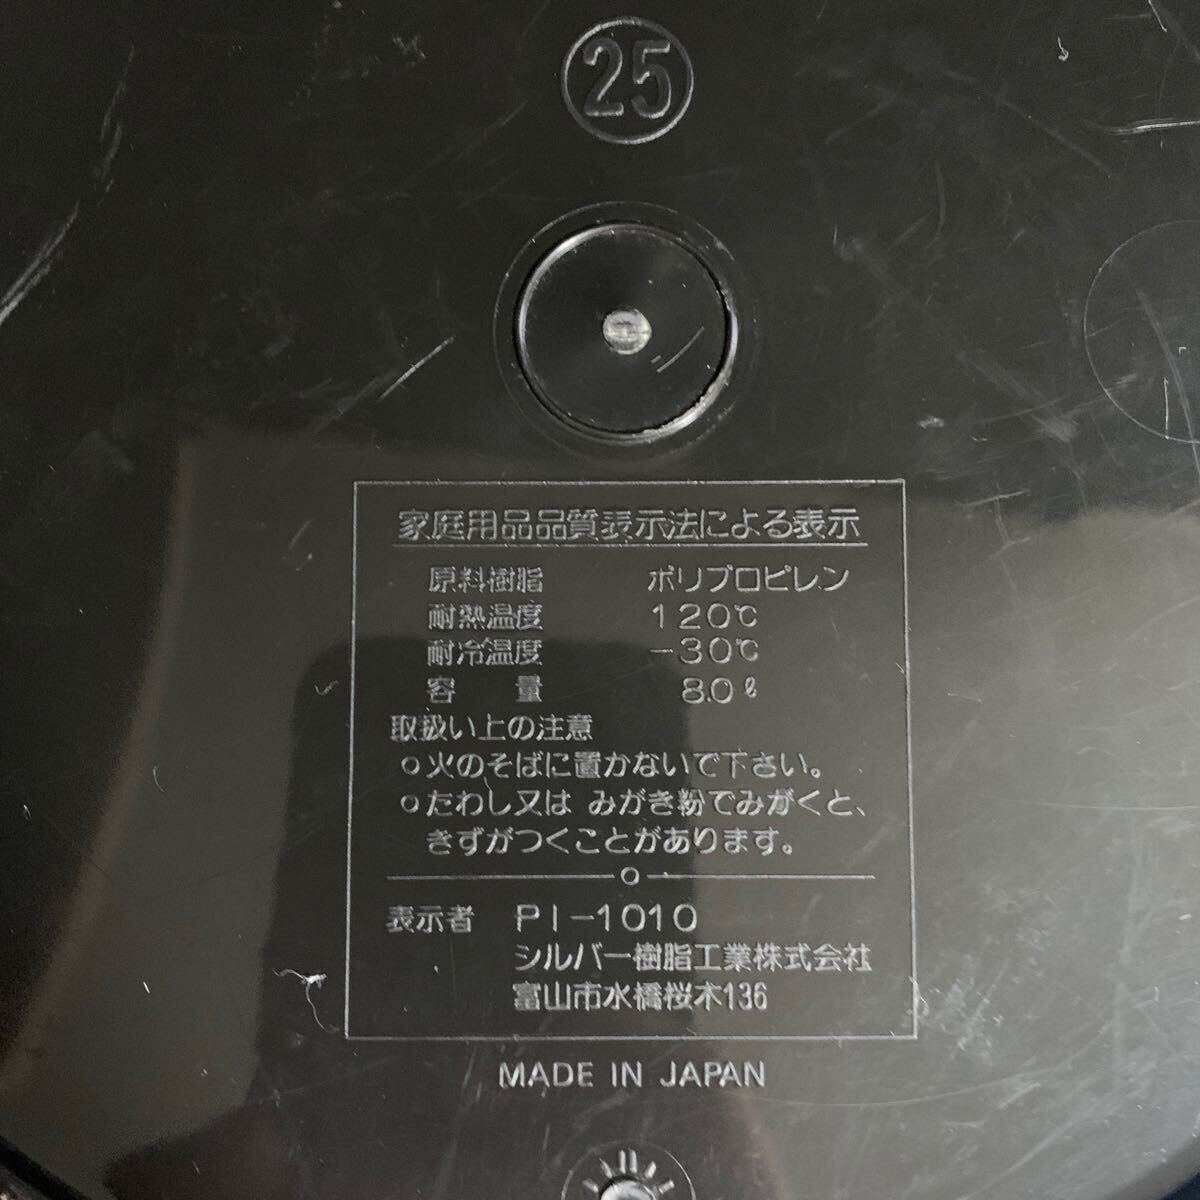 25
家庭用品品質表示法による表示
原料樹脂 ポリプロピレン
耐熱温度 120℃
耐冷温度 -30℃
容量 8.0ℓ
取扱い上の注意
○火のそばに置かないで下さい。
○たわし又は みがき粉でみがくと、
きずがつくことがあります。
表示者 PI-1010
シルバー樹脂工業株式会社
富山市水橋桜木136
MADE IN JAPAN